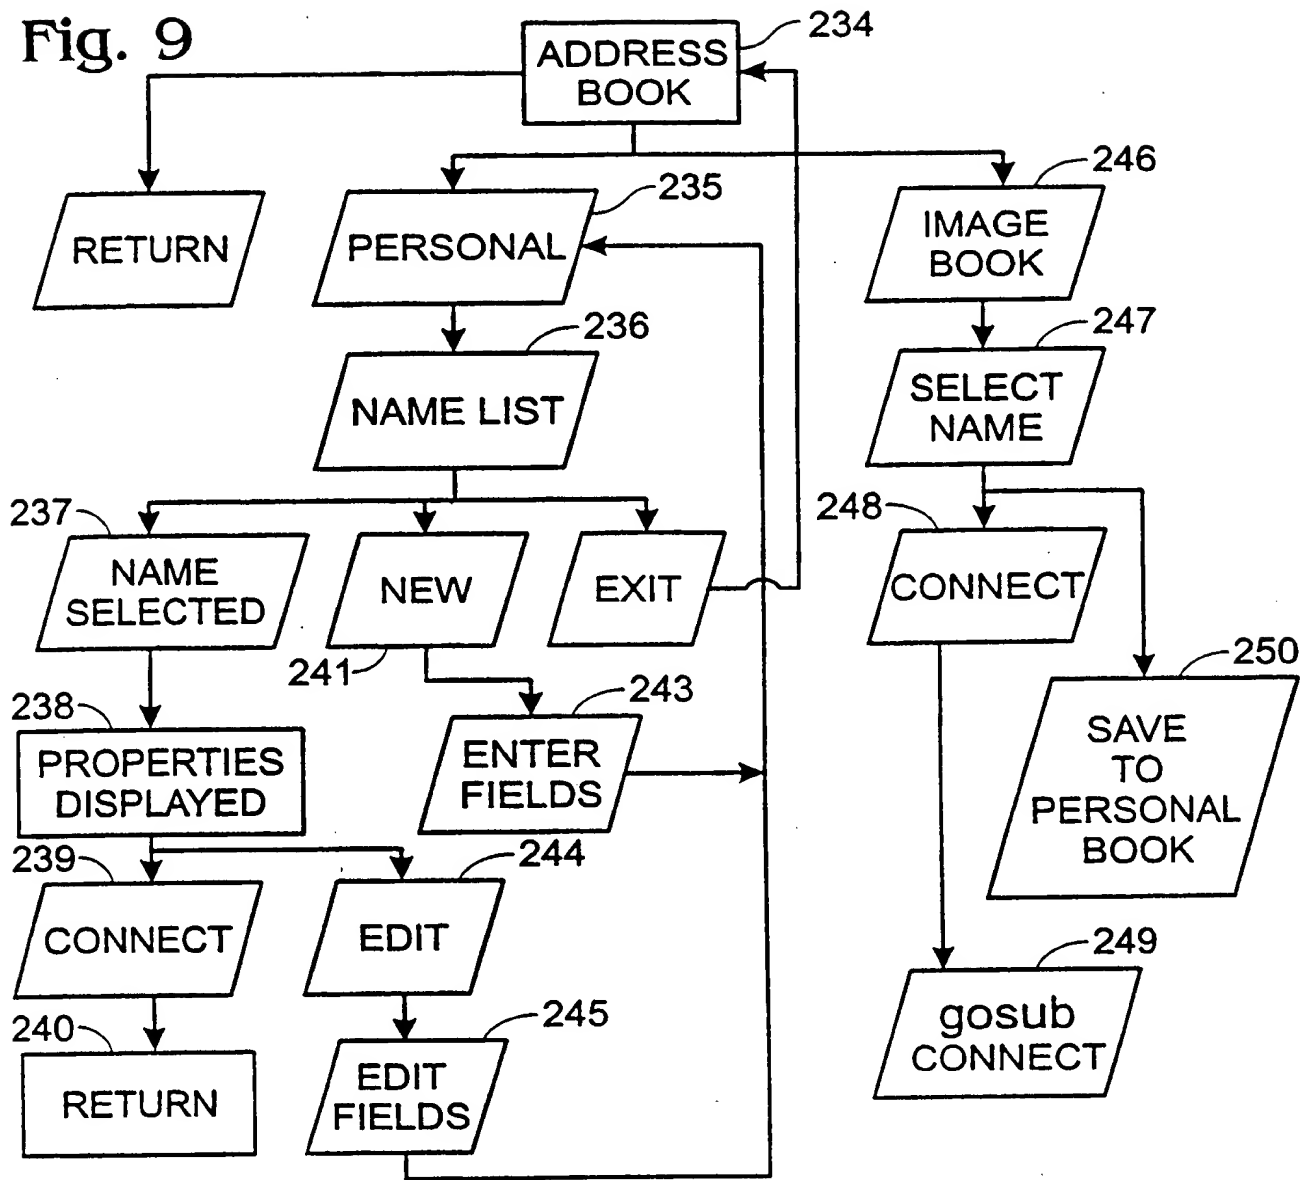 Fig. 9
234
ADDRESS
BOOK
RETURN
235
PERSONAL
246
IMAGE
BOOK
236
NAME LIST
247
SELECT
NAME
237
NAME
SELECTED
241
NEW
EXIT
248
CONNECT
238
PROPERTIES
DISPLAYED
243
ENTER
FIELDS
250
SAVE
TO
PERSONAL
BOOK
239
CONNECT
244
EDIT
249
gosub
CONNECT
240
RETURN
245
EDIT
FIELDS